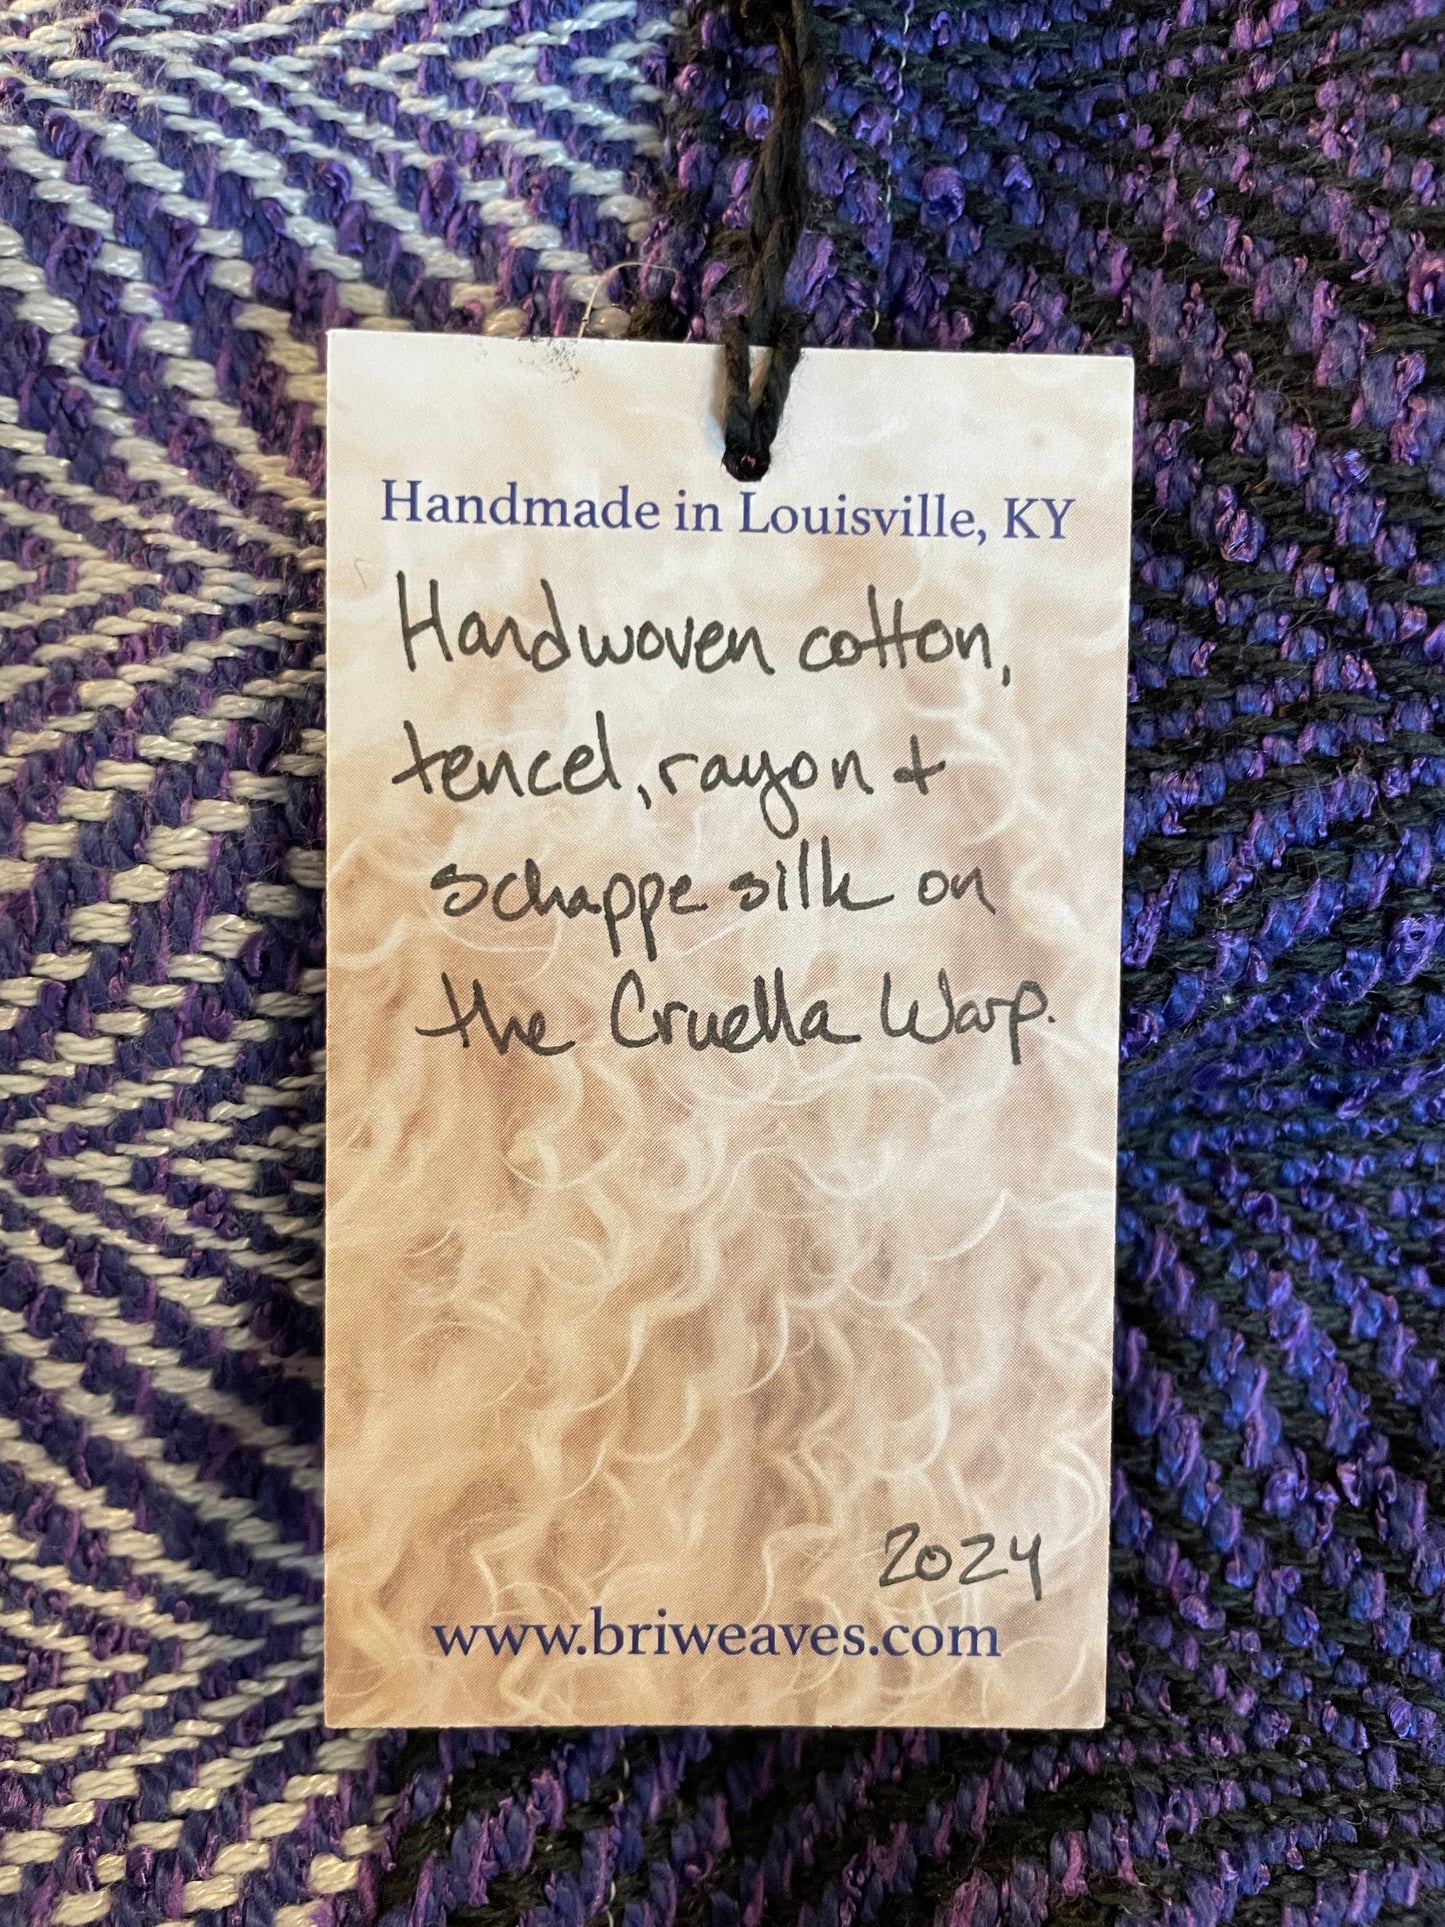 Handmade in Louisville, KY
Handwoven cotton,
tencel, rayon +
schappe silk on
the Cruella Warp.
2024
www.briweaves.com